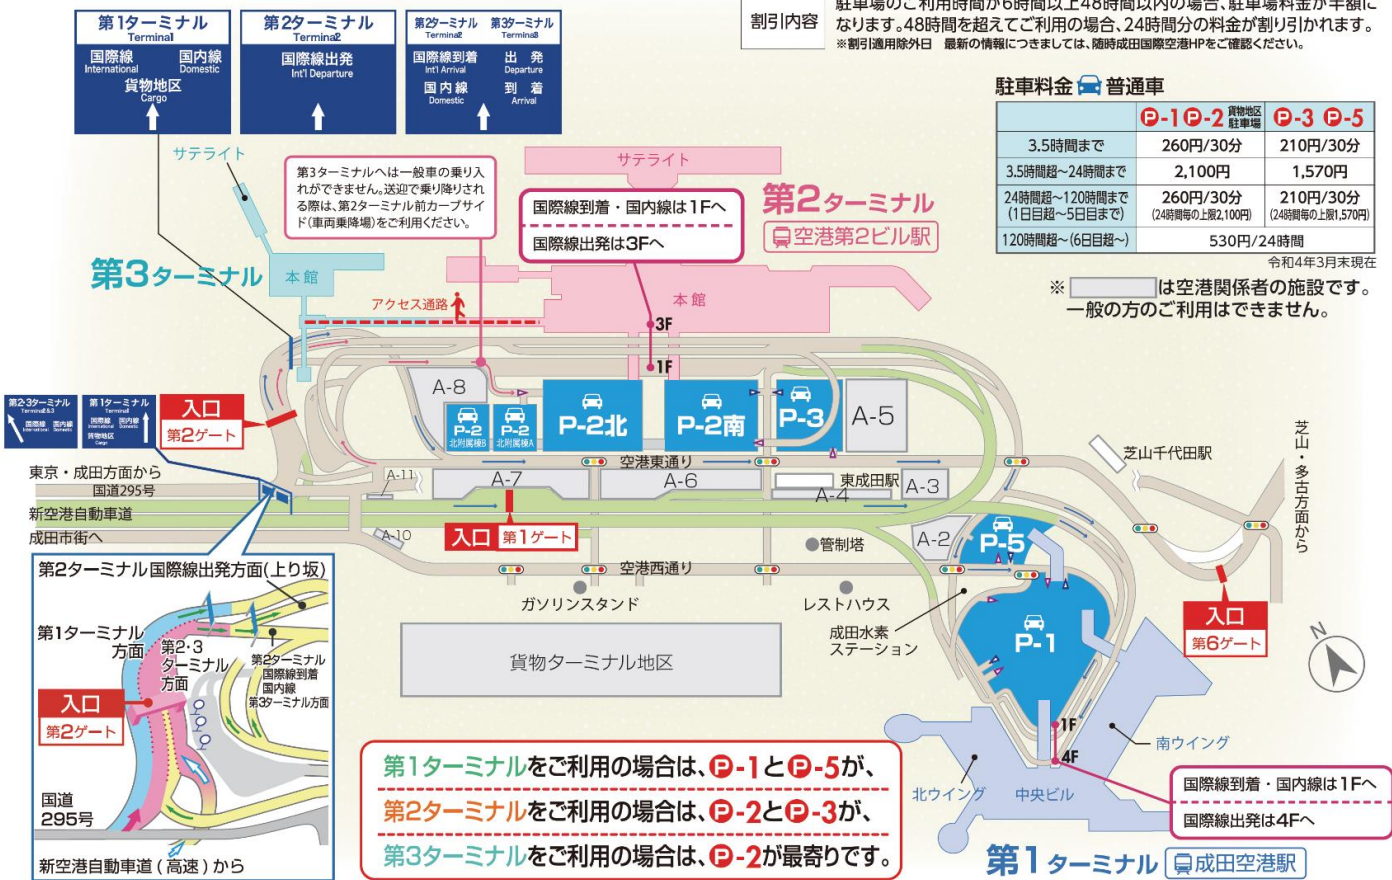 駐車場のご利用時間が6時間以上48時間以内の場合、駐車場料金が半額に
割引内容
なります。48時間を超えてご利用の場合、24時間分の料金が割り引かれます。
※割引適用除外日 最新の情報につきましては、随時成田国際空港HPをご確認ください。
第1ターミナル
Terminal1
国際線 国内線
International Domestic
貨物地区
Cargo
第2ターミナル
Terminal2
国際線出発
Int'l Departure
第2ターミナル 第3ターミナル
Terminal2 Terminal3
国際線到着 出発
Int'l Arrival Departure
国内線 到着
Domestic Arrival
駐車料金 普通車
P-1 P-2 貨物地区駐車場 P-3 P-5
3.5時間まで 260円/30分 210円/30分
3.5時間超~24時間まで 2,100円 1,570円
24時間超~120時間まで 260円/30分 210円/30分
(1日目超~5日目まで) (24時間毎の上限2,100円) (24時間毎の上限1,570円)
120時間超~(6日目超~) 530円/24時間
令和4年3月末現在
※ は空港関係者の施設です。
一般の方のご利用はできません。
サテライト
第3ターミナルへは一般車の乗り入
れができません。送迎で乗り降りされ
る際は、第2ターミナル前カーブサイ
ド(車両乗降場)をご利用ください。
サテライト
国際線到着・国内線は1Fへ
国際線出発は3Fへ
第2ターミナル
空港第2ビル駅
第3ターミナル
本館
アクセス通路
本館
3F
1F
A-8
P-2
北附属棟B
P-2
北附属棟A
P-2北
P-2南
P-3
A-5
第2・3ターミナル
Terminal2&3
国際線 国内線
International Domestic
第1ターミナル
Terminal1
国際線 国内線
International Domestic
貨物地区
Cargo
入口
第2ゲート
東京・成田方面から
国道295号
新空港自動車道
成田市街へ
空港東通り
A-11
A-7
A-6
東成田駅
A-4
A-3
A-10
入口 第1ゲート
管制塔
A-2
P-5
芝山千代田駅
芝山・多古方面から
空港西通り
ガソリンスタンド
レストハウス
成田水素
ステーション
P-1
入口
第6ゲート
N
貨物ターミナル地区
第2ターミナル国際線出発方面(上り坂)
第1ターミナル
方面
第2・3
ターミナル
方面
第2ターミナル
国際線到着
国内線
第3ターミナル方面
入口
第2ゲート
国道
295号
新空港自動車道(高速)から
第1ターミナルをご利用の場合は、P-1とP-5が、
第2ターミナルをご利用の場合は、P-2とP-3が、
第3ターミナルをご利用の場合は、P-2が最寄りです。
1F
4F
南ウイング
北ウイング
中央ビル
国際線到着・国内線は1Fへ
国際線出発は4Fへ
第1ターミナル
成田空港駅